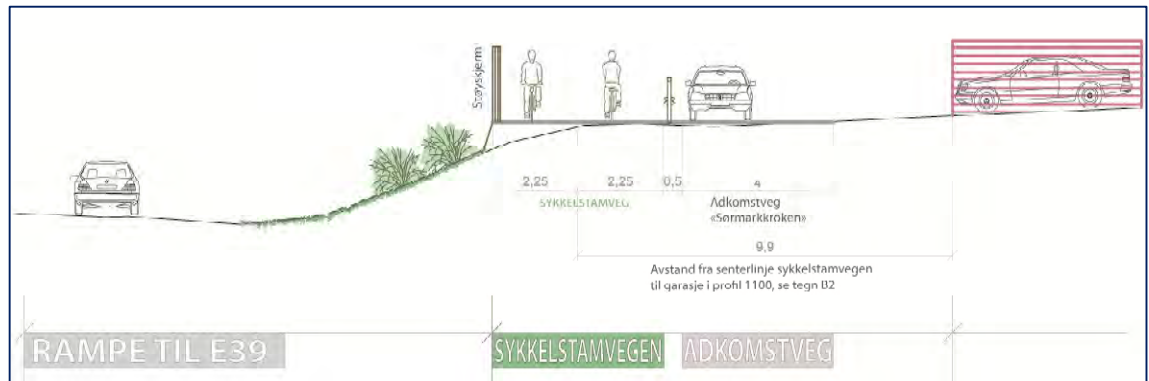 Støyskjerm
2,25
2,25
0,5
4
SYKKELSTAMVEG
Adkomstveg
«Sørmarkkroken»
9,9
Avstand fra senterlinje sykkelstamvegen
til garasje i profil 1100, se tegn B2
RAMPE TIL E39
SYKKELSTAMVEGEN
ADKOMSTVEG